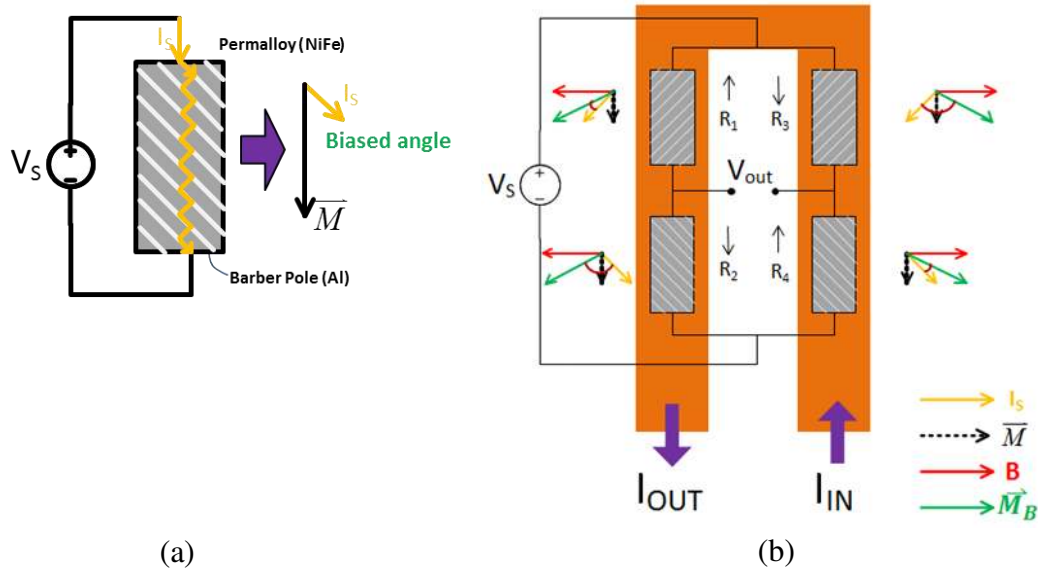 I_S
Permalloy (NiFe)
I_S
Biased angle
V_S
+
−
M
Barber Pole (Al)
(a)
R_1
R_3
V_out
V_S
+
−
R_2
R_4
I_OUT
I_IN
I_S
M
B
M_B
(b)